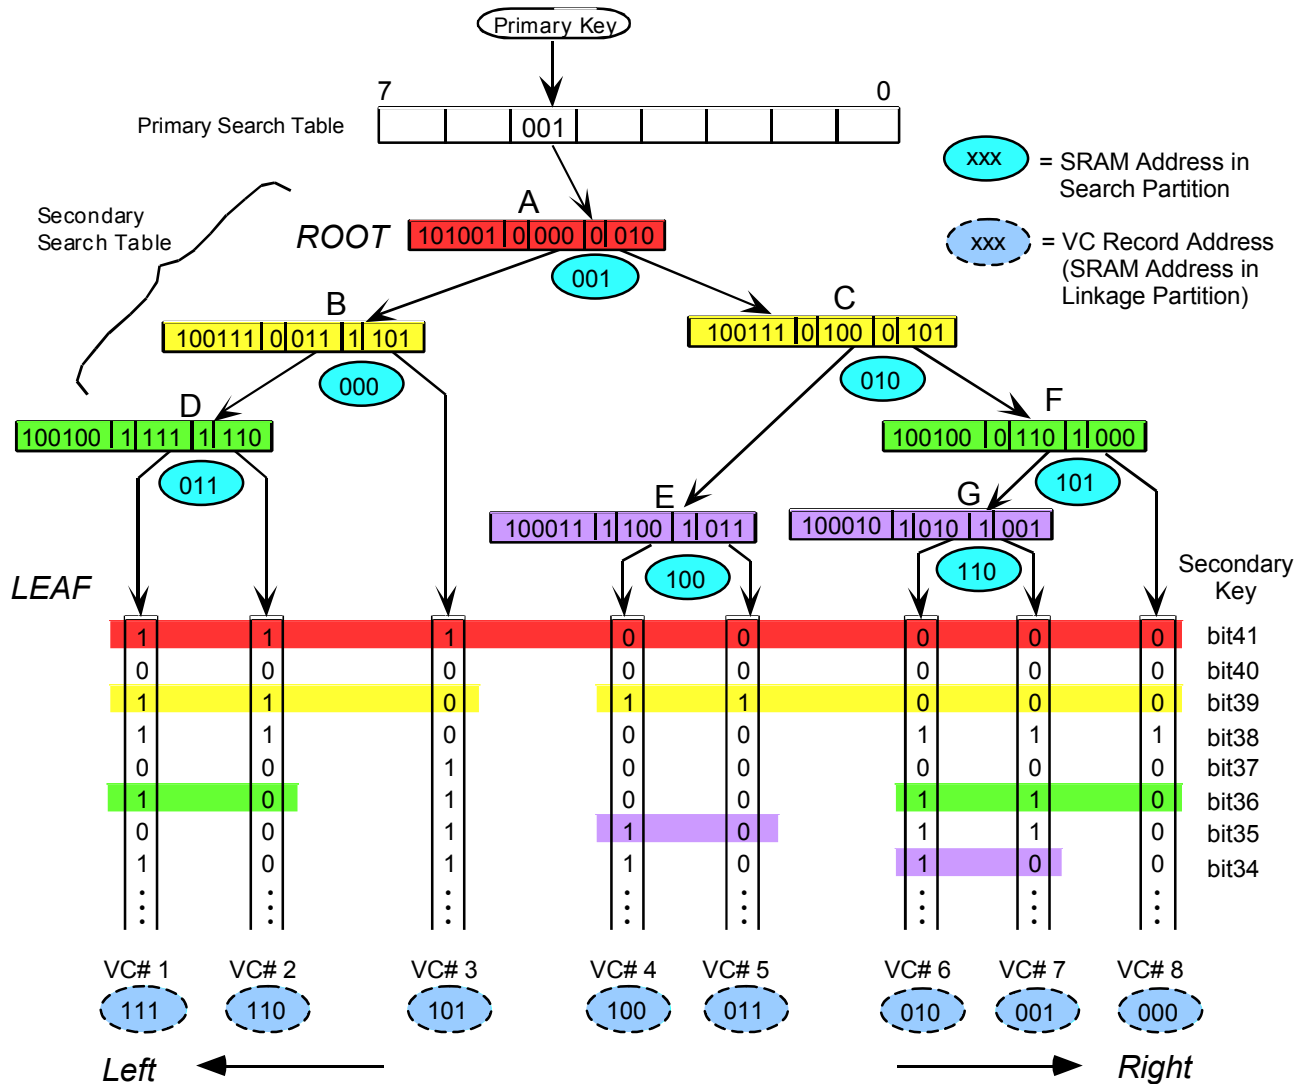 Primary Key
7 0
Primary Search Table
001
xxx = SRAM Address in
Search Partition
Secondary
Search Table
A
ROOT
101001 0 000 0 010
xxx = VC Record Address
(SRAM Address in
Linkage Partition)
001
B
C
100111 0 011 1 101
100111 0 100 0 101
000
010
D
F
100100 1 111 1 110
100100 0 110 1 000
011
101
E
G
100011 1 100 1 011
100010 1 010 1 001
100
110
LEAF
Secondary
Key
1 1 1 0 0 0 0 0 bit41
0 0 0 0 0 0 0 0 bit40
1 1 0 1 1 0 0 0 bit39
1 1 0 0 0 1 1 1 bit38
0 0 1 0 0 0 0 0 bit37
1 0 1 0 0 1 1 0 bit36
0 0 1 1 0 1 1 0 bit35
1 0 1 1 0 1 0 0 bit34
VC# 1 VC# 2 VC# 3 VC# 4 VC# 5 VC# 6 VC# 7 VC# 8
111 110 101 100 011 010 001 000
Left Right